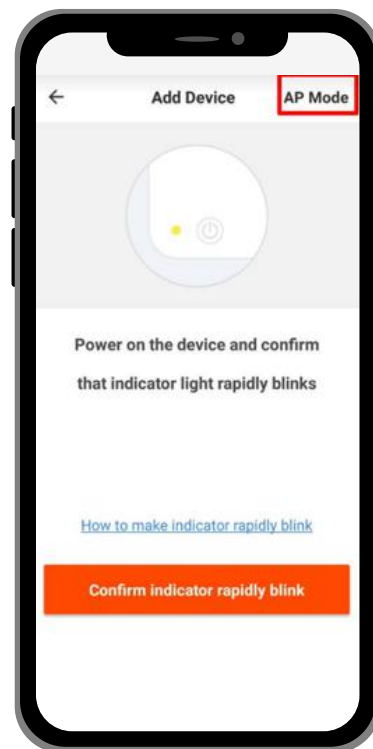 Add Device
AP Mode
Power on the device and confirm
that indicator light rapidly blinks
How to make indicator rapidly blink
Confirm indicator rapidly blink